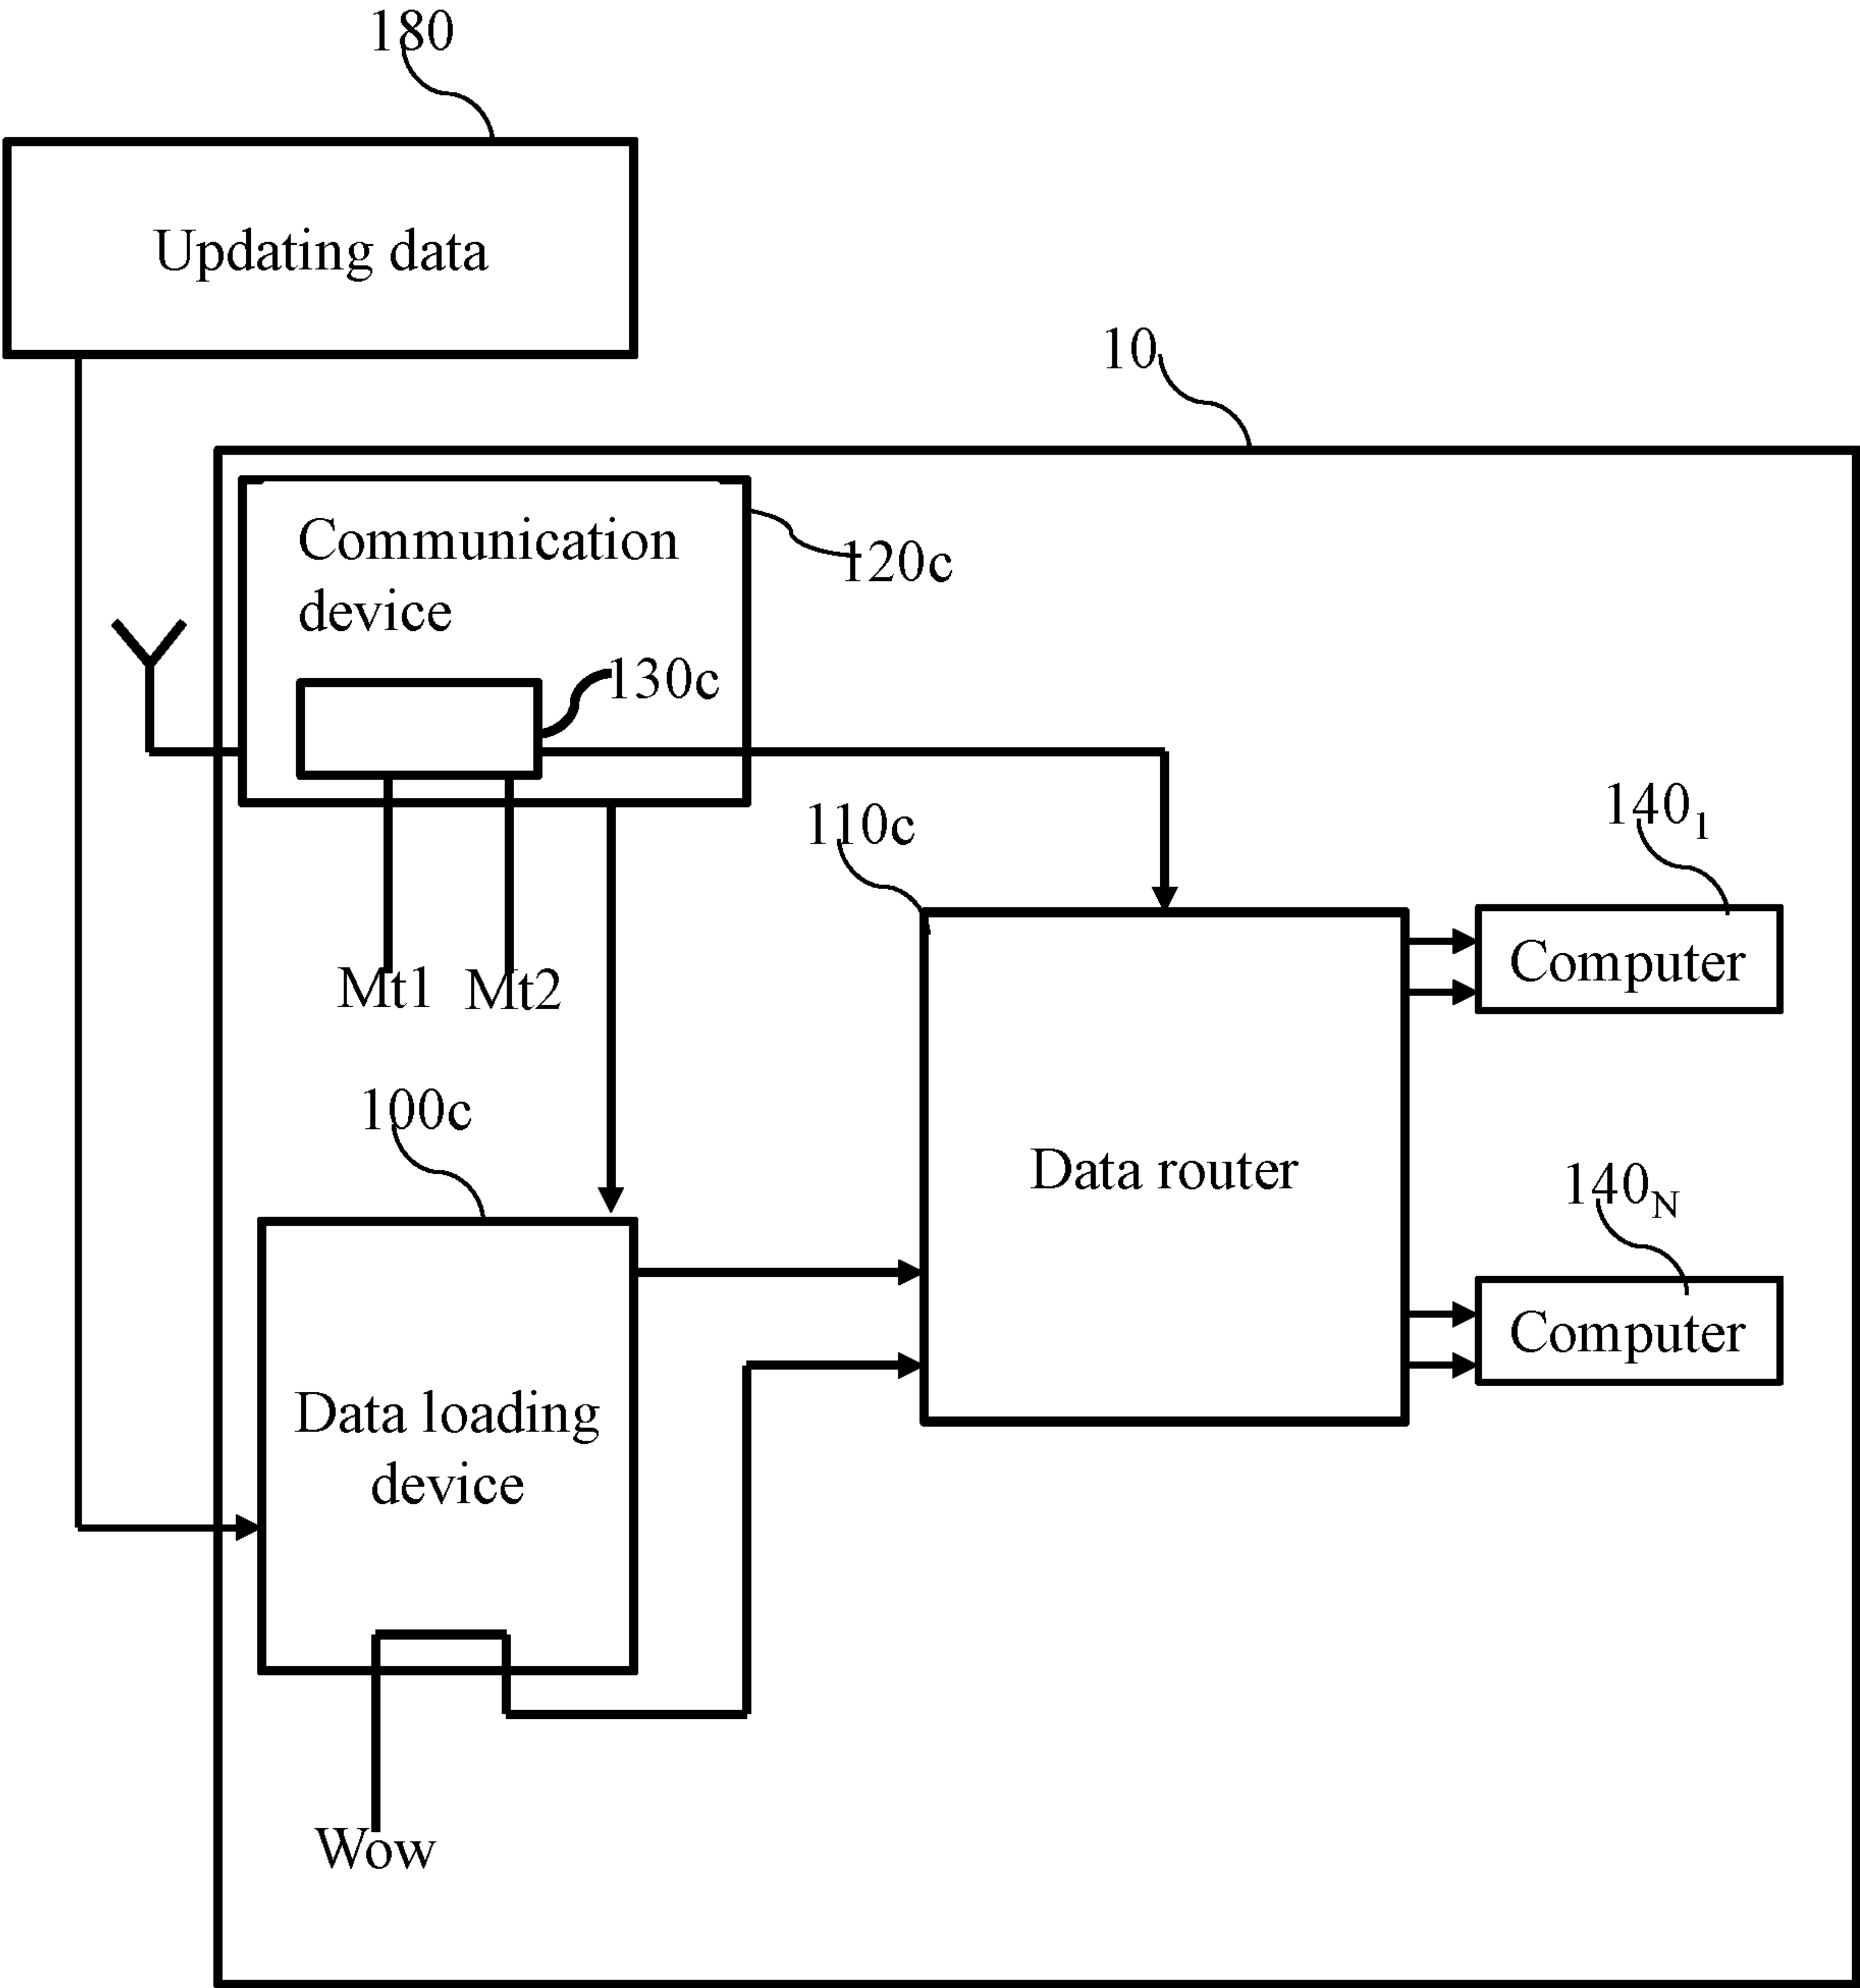 180
Updating data
10
Communication
device
120c
130c
110c
140₁
Mt1 Mt2
Computer
100c
Data router
140N
Computer
Data loading
device
Wow